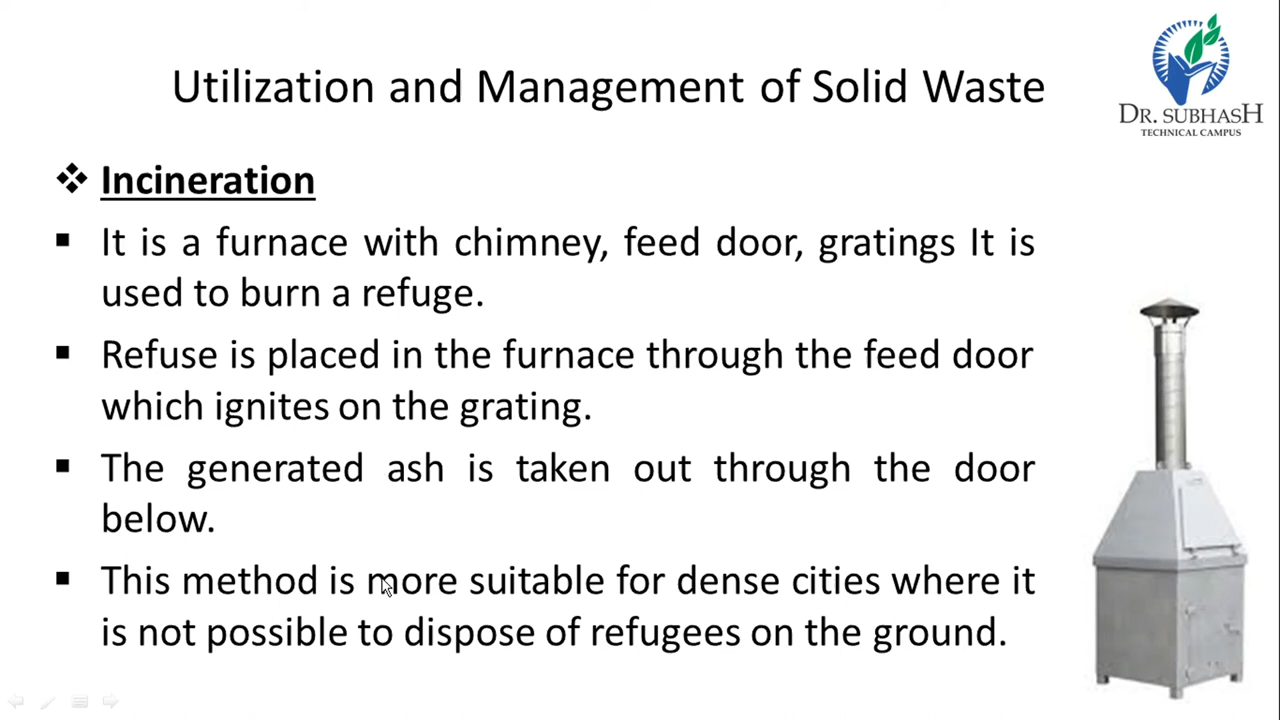 Utilization and Management of Solid Waste
DR. SUBHASH
TECHNICAL CAMPUS
❖ Incineration
▪ It is a furnace with chimney, feed door, gratings It is
used to burn a refuge.
▪ Refuse is placed in the furnace through the feed door
which ignites on the grating.
▪ The generated ash is taken out through the door
below.
▪ This method is more suitable for dense cities where it
is not possible to dispose of refugees on the ground.